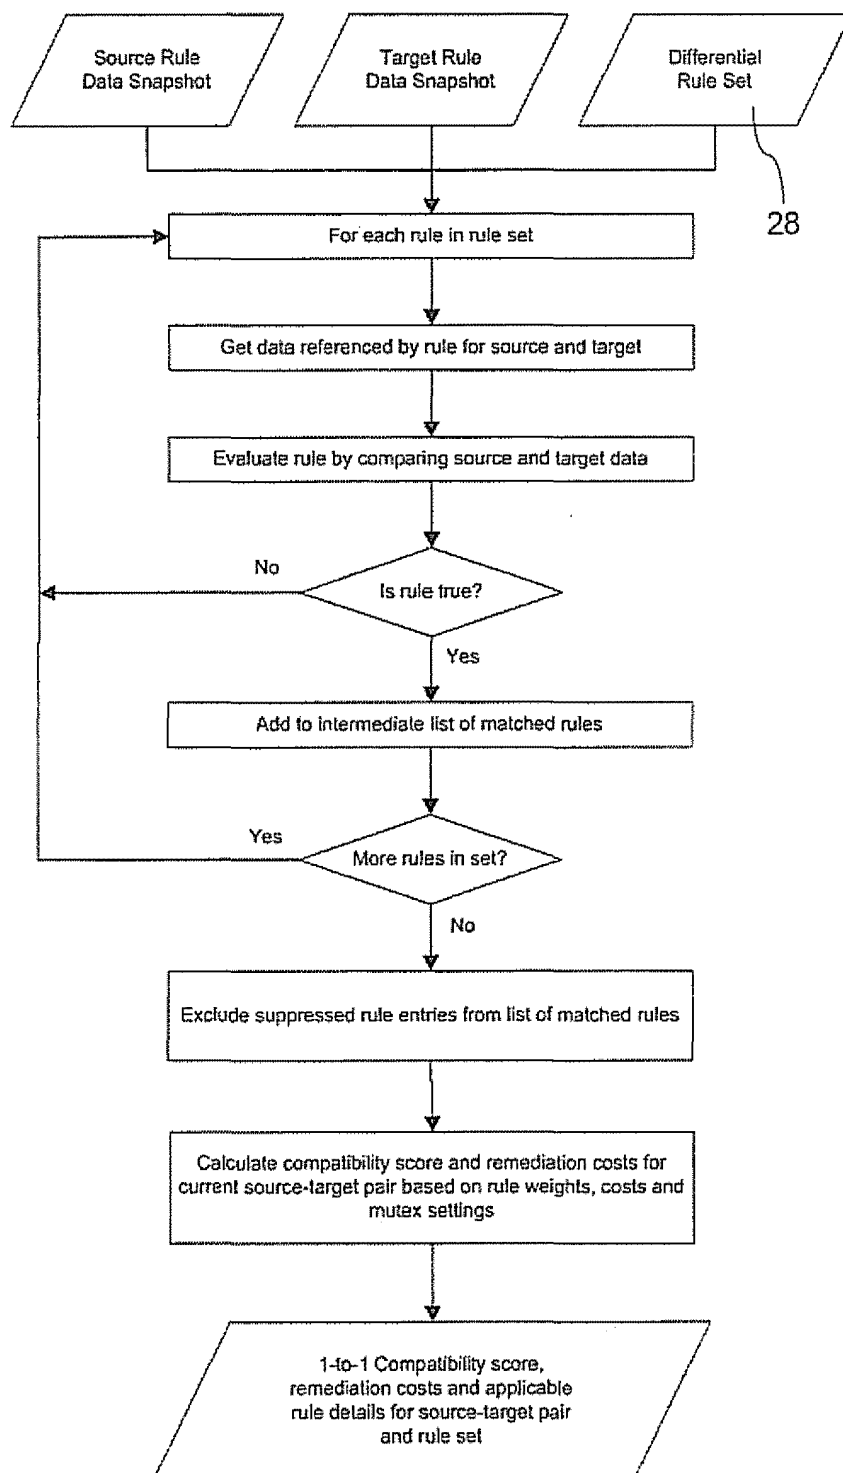 Source Rule
Data Snapshot
Target Rule
Data Snapshot
Differential
Rule Set
28
For each rule in rule set
Get data referenced by rule for source and target
Evaluate rule by comparing source and target data
No
Is rule true?
Yes
Add to intermediate list of matched rules
Yes
More rules in set?
No
Exclude suppressed rule entries from list of matched rules
Calculate compatibility score and remediation costs for
current source-target pair based on rule weights, costs and
mutex settings
1-to-1 Compatibility score,
remediation costs and applicable
rule details for source-target pair
and rule set